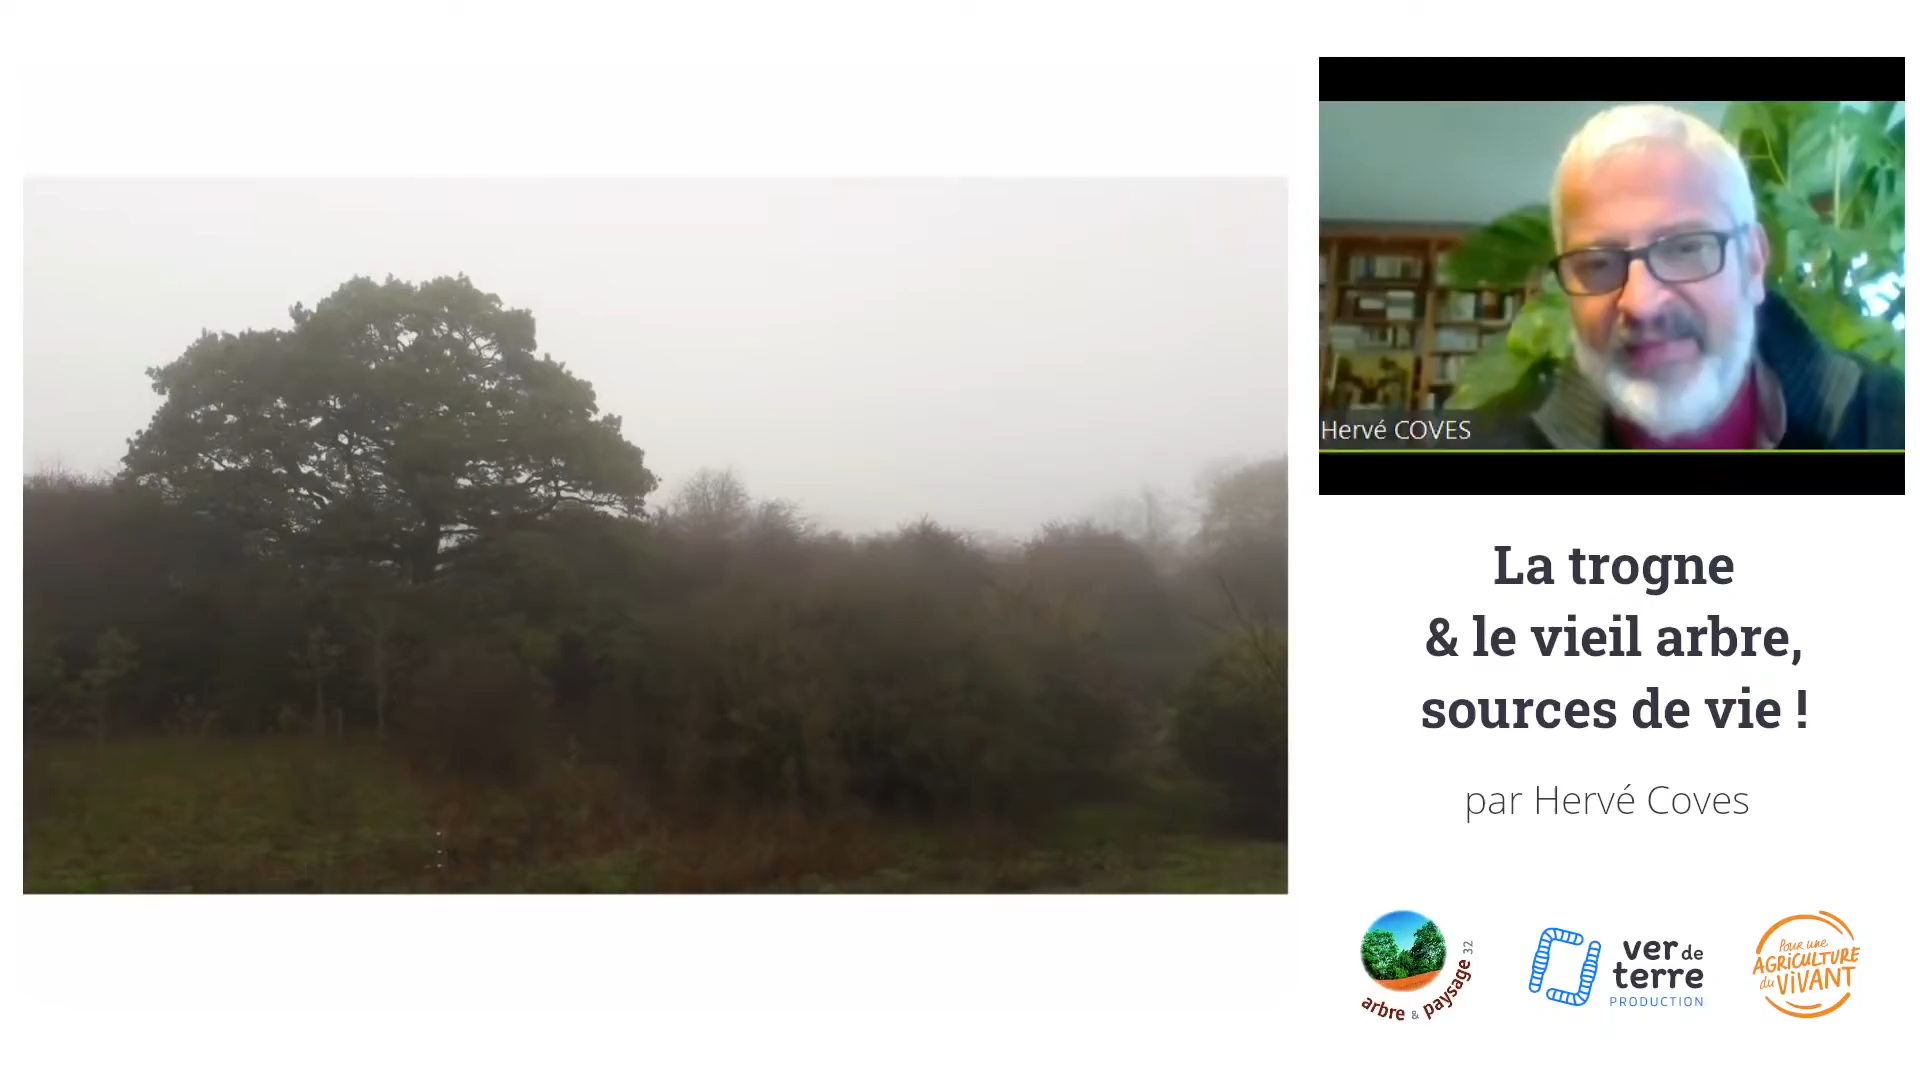 Hervé COVES
La trogne
& le vieil arbre,
sources de vie !
par Hervé Coves
arbre & paysage 32
ver de
terre
PRODUCTION
Pour une
AGRICULTURE
du ViVANT